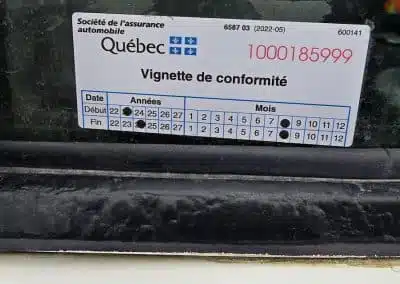 Société de l'assurance
automobile
6587 03 (2022-05)
600141
Québec
1000185999
Vignette de conformité
Date Années Mois
Début 22 24 25 26 27 1 2 3 4 5 6 7 9 10 11 12
Fin 22 23 25 26 27 1 2 3 4 5 6 7 9 10 11 12